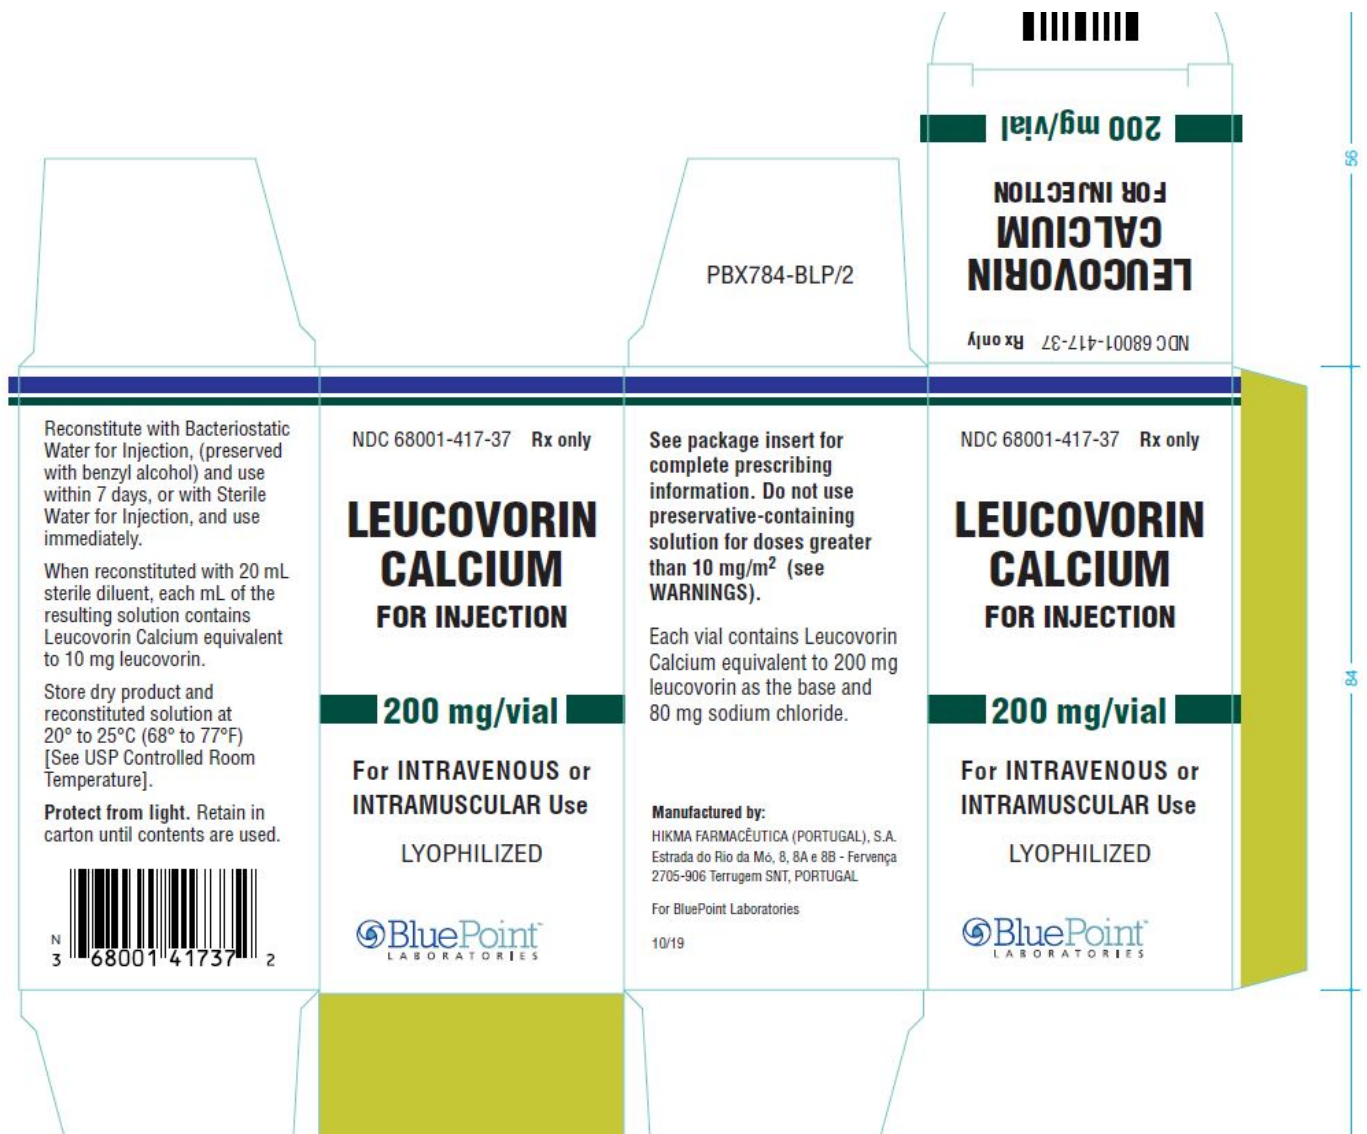 200 mg/vial
FOR INJECTION
CALCIUM
LEUCOVORIN
NDC 68001-417-37 Rx only
PBX784-BLP/2
56
Reconstitute with Bacteriostatic
Water for Injection, (preserved
with benzyl alcohol) and use
within 7 days, or with Sterile
Water for Injection, and use
immediately.
When reconstituted with 20 mL
sterile diluent, each mL of the
resulting solution contains
Leucovorin Calcium equivalent
to 10 mg leucovorin.
Store dry product and
reconstituted solution at
20° to 25°C (68° to 77°F)
[See USP Controlled Room
Temperature].
Protect from light. Retain in
carton until contents are used.
N
3 68001 41737 2
NDC 68001-417-37 Rx only
LEUCOVORIN
CALCIUM
FOR INJECTION
200 mg/vial
For INTRAVENOUS or
INTRAMUSCULAR Use
LYOPHILIZED
BluePoint™
LABORATORIES
See package insert for
complete prescribing
information. Do not use
preservative-containing
solution for doses greater
than 10 mg/m² (see
WARNINGS).
Each vial contains Leucovorin
Calcium equivalent to 200 mg
leucovorin as the base and
80 mg sodium chloride.
Manufactured by:
HIKMA FARMACÊUTICA (PORTUGAL), S.A.
Estrada do Rio da Mó, 8, 8A e 8B - Fervença
2705-906 Terrugem SNT, PORTUGAL
For BluePoint Laboratories
10/19
NDC 68001-417-37 Rx only
LEUCOVORIN
CALCIUM
FOR INJECTION
200 mg/vial
For INTRAVENOUS or
INTRAMUSCULAR Use
LYOPHILIZED
BluePoint™
LABORATORIES
84